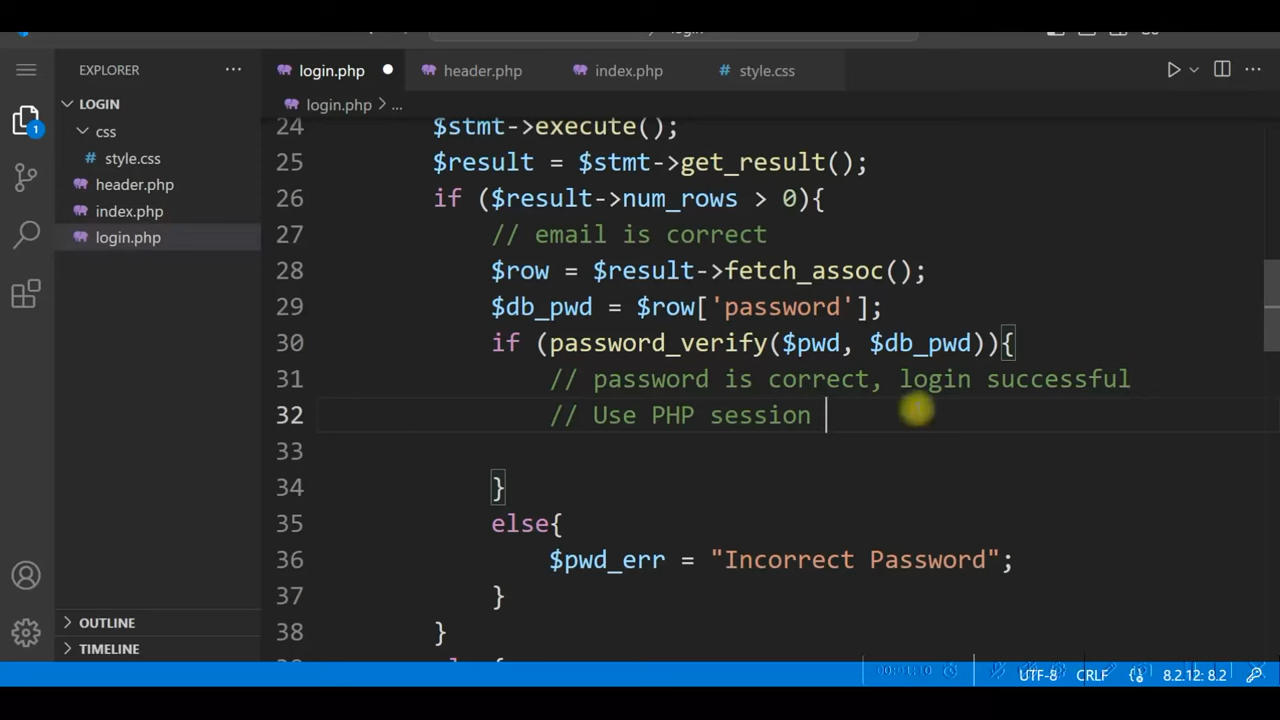 login
EXPLORER
login.php
header.php
index.php
# style.css
LOGIN
login.php > ...
css
# style.css
header.php
index.php
login.php
24 $stmt->execute();
25 $result = $stmt->get_result();
26 if ($result->num_rows > 0){
27 // email is correct
28 $row = $result->fetch_assoc();
29 $db_pwd = $row['password'];
30 if (password_verify($pwd, $db_pwd)){
31 // password is correct, login successful
32 // Use PHP session
33
34 }
35 else{
36 $pwd_err = "Incorrect Password";
37 }
38 }
1
OUTLINE
TIMELINE
UTF-8 CRLF {} 8.2.12: 8.2